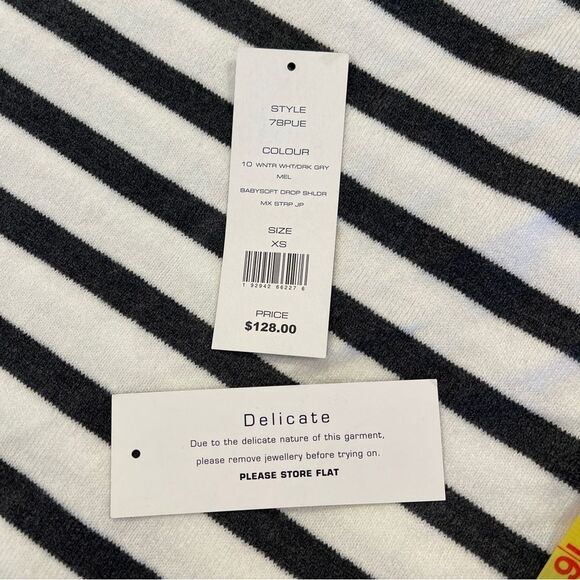 STYLE
78PUE
COLOUR
10 WNTR WHT/DRK GRY
MEL
BABYSOFT DROP SHLDR
MX STRP JP
SIZE
XS
1 92942 66227 6
PRICE
$128.00
Delicate
Due to the delicate nature of this garment,
please remove jewellery before trying on.
PLEASE STORE FLAT